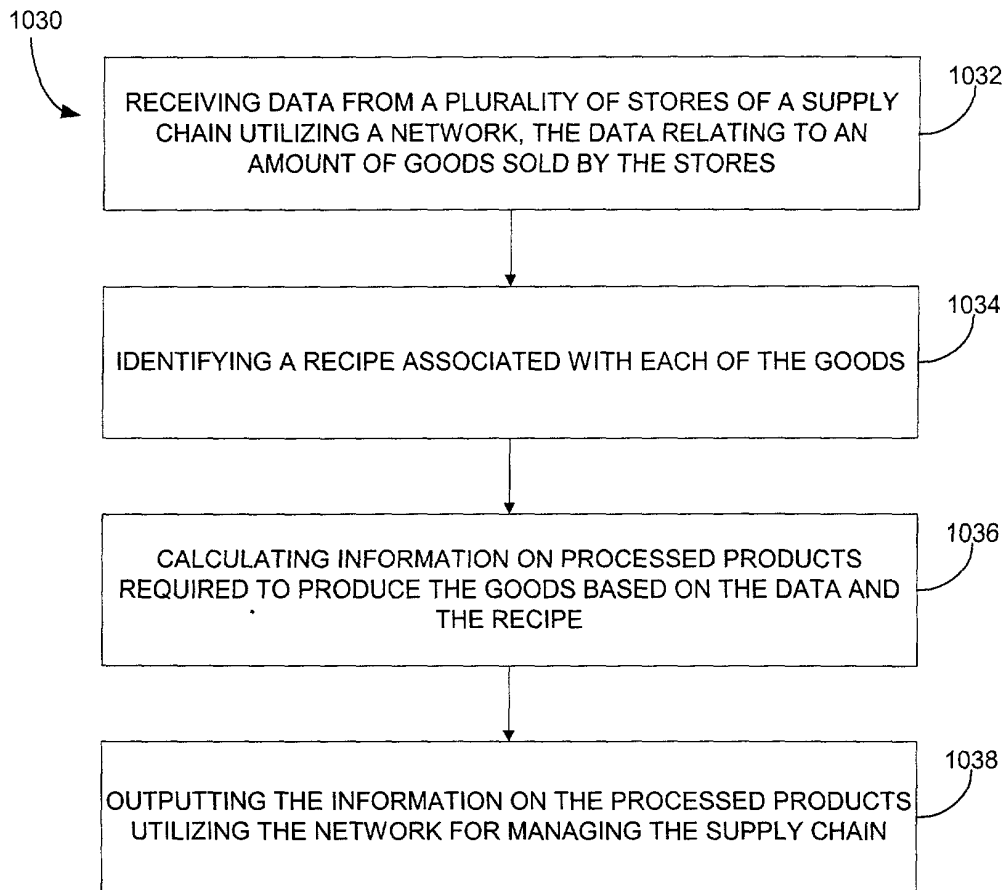 1030
RECEIVING DATA FROM A PLURALITY OF STORES OF A SUPPLY
CHAIN UTILIZING A NETWORK, THE DATA RELATING TO AN
AMOUNT OF GOODS SOLD BY THE STORES
1032
IDENTIFYING A RECIPE ASSOCIATED WITH EACH OF THE GOODS
1034
CALCULATING INFORMATION ON PROCESSED PRODUCTS
REQUIRED TO PRODUCE THE GOODS BASED ON THE DATA AND
THE RECIPE
1036
OUTPUTTING THE INFORMATION ON THE PROCESSED PRODUCTS
UTILIZING THE NETWORK FOR MANAGING THE SUPPLY CHAIN
1038